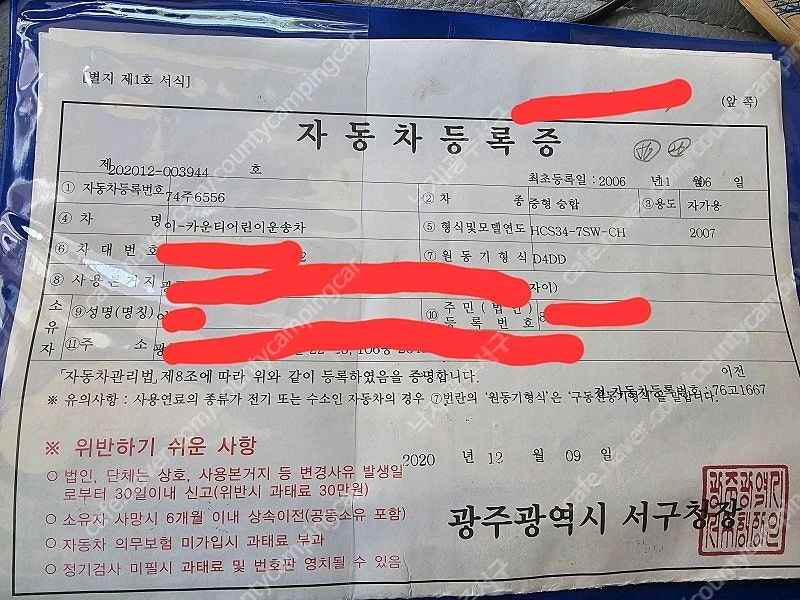 [별지 제1호 서식]
(앞 쪽)
자동차등록증
제202012-003944 호
최초등록일 : 2006 년11 월06 일
① 자동차등록번호 74주6556 ② 차 종 중형 승합 ③용도 자가용
④ 차 명 이-카운티어린이운송차 ⑤ 형식및모델연도 HCS34-7SW-CH 2007
⑥ 차 대 번 호 2 ⑦ 원 동 기 형 식 D4DD
⑧ 사 용 본 거 지 자이)
소유자 ⑨성명(명칭) ⑩ 주 민 ( 법 인 ) 등 록 번 호
⑪주 소
「자동차관리법」제8조에 따라 위와 같이 등록하였음을 증명합니다.
이전
전 자동차등록번호 : 76고1667
※ 유의사항 : 사용연료의 종류가 전기 또는 수소인 자동차의 경우 ⑦번란의 '원동기형식'은 '구동전동기형식'을 말합니다.
※ 위반하기 쉬운 사항
○ 법인, 단체는 상호, 사용본거지 등 변경사유 발생일
로부터 30일이내 신고(위반시 과태료 30만원)
○ 소유자 사망시 6개월 이내 상속이전(공동소유 포함)
○ 자동차 의무보험 미가입시 과태료 부과
○ 정기검사 미필시 과태료 및 번호판 영치될 수 있음
2020 년 12 월 09 일
광주광역시 서구청장